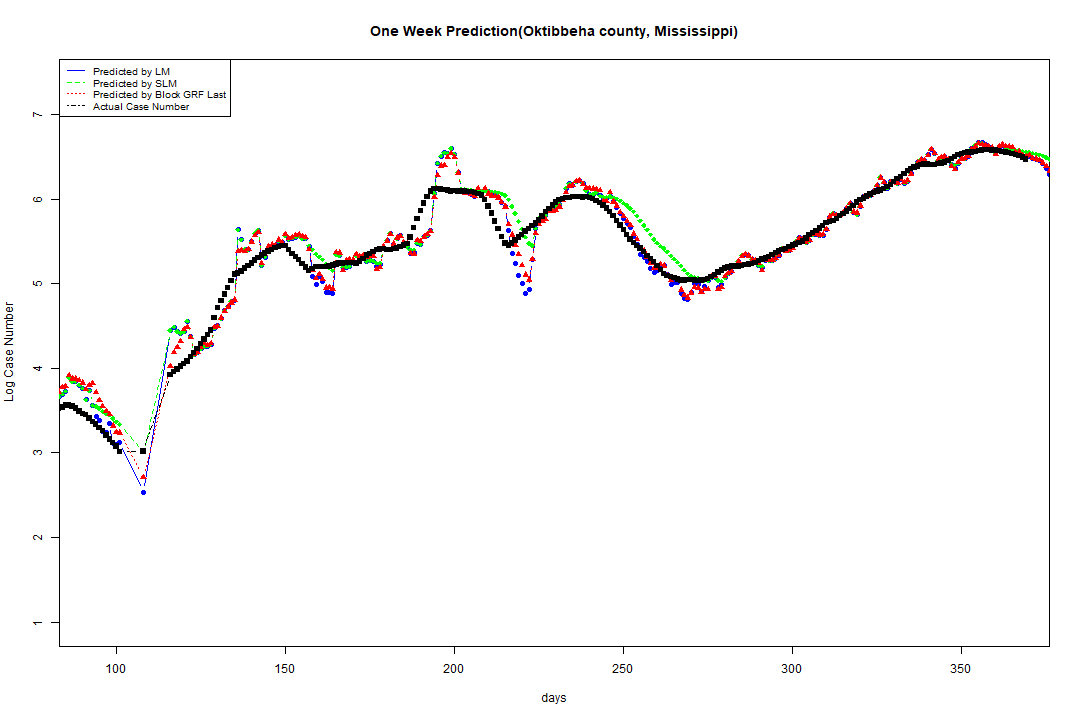 One Week Prediction(Oktibbeha county, Mississippi)
Predicted by LM
Predicted by SLM
Predicted by Block GRF Last
Actual Case Number
Log Case Number
7
6
5
4
3
2
1
100 150 200 250 300 350
days